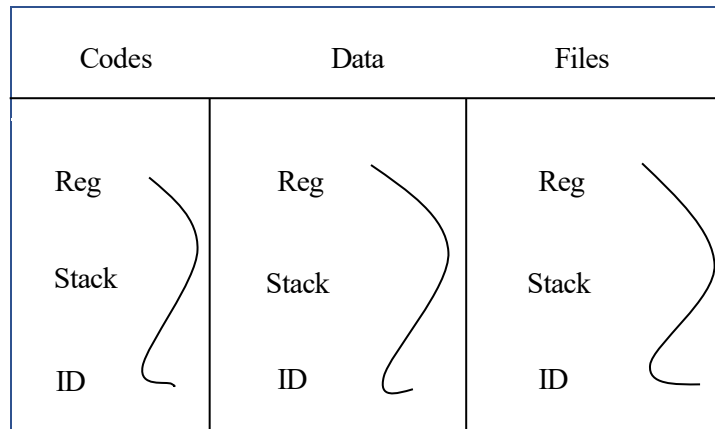 Codes Data Files
Reg Reg Reg
Stack Stack Stack
ID ID ID